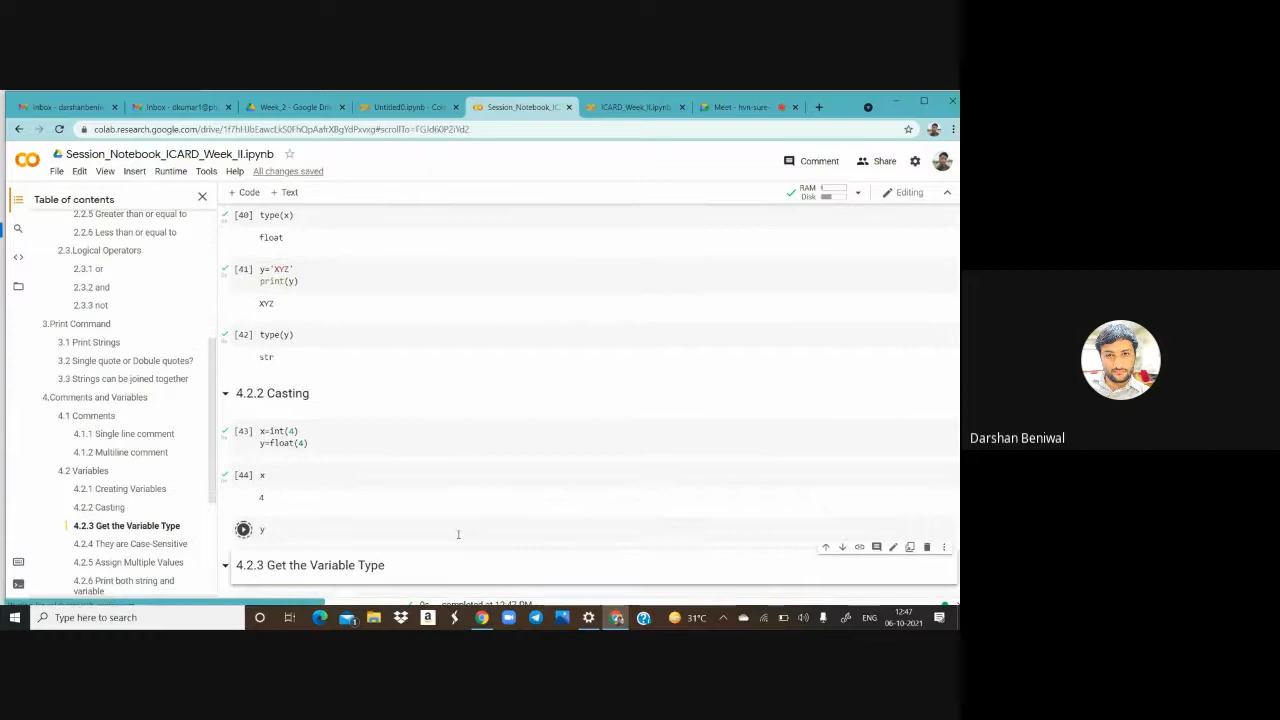 Inbox - darshanbeniw
Inbox - dkumar1@ph
Week_2 - Google Driv
Untitled0.ipynb - Col
Session_Notebook_IC
ICARD_Week_II.ipynb
Meet - hvn-sure-
colab.research.google.com/drive/
Session_Notebook_ICARD_Week_II.ipynb
File Edit View Insert Runtime Tools Help All changes saved
Comment
Share
Table of contents
+ Code + Text
RAM
Disk
Editing
2.2.5 Greater than or equal to
2.2.6 Less than or equal to
2.3.Logical Operators
2.3.1 or
2.3.2 and
2.3.3 not
3.Print Command
3.1 Print Strings
3.2 Single quote or Dobule quotes?
3.3 Strings can be joined together
4.Comments and Variables
4.1 Comments
4.1.1 Single line comment
4.1.2 Multiline comment
4.2 Variables
4.2.1 Creating Variables
4.2.2 Casting
4.2.3 Get the Variable Type
4.2.4 They are Case-Sensitive
4.2.5 Assign Multiple Values
4.2.6 Print both string and
variable
[40] type(x)
float
[41] y='XYZ'
print(y)
XYZ
[42] type(y)
str
4.2.2 Casting
[43] x=int(4)
y=float(4)
[44] x
4
y
4.2.3 Get the Variable Type
0s completed at 12:47 PM
Type here to search
31°C
ENG
12:47
06-10-2021
Darshan Beniwal